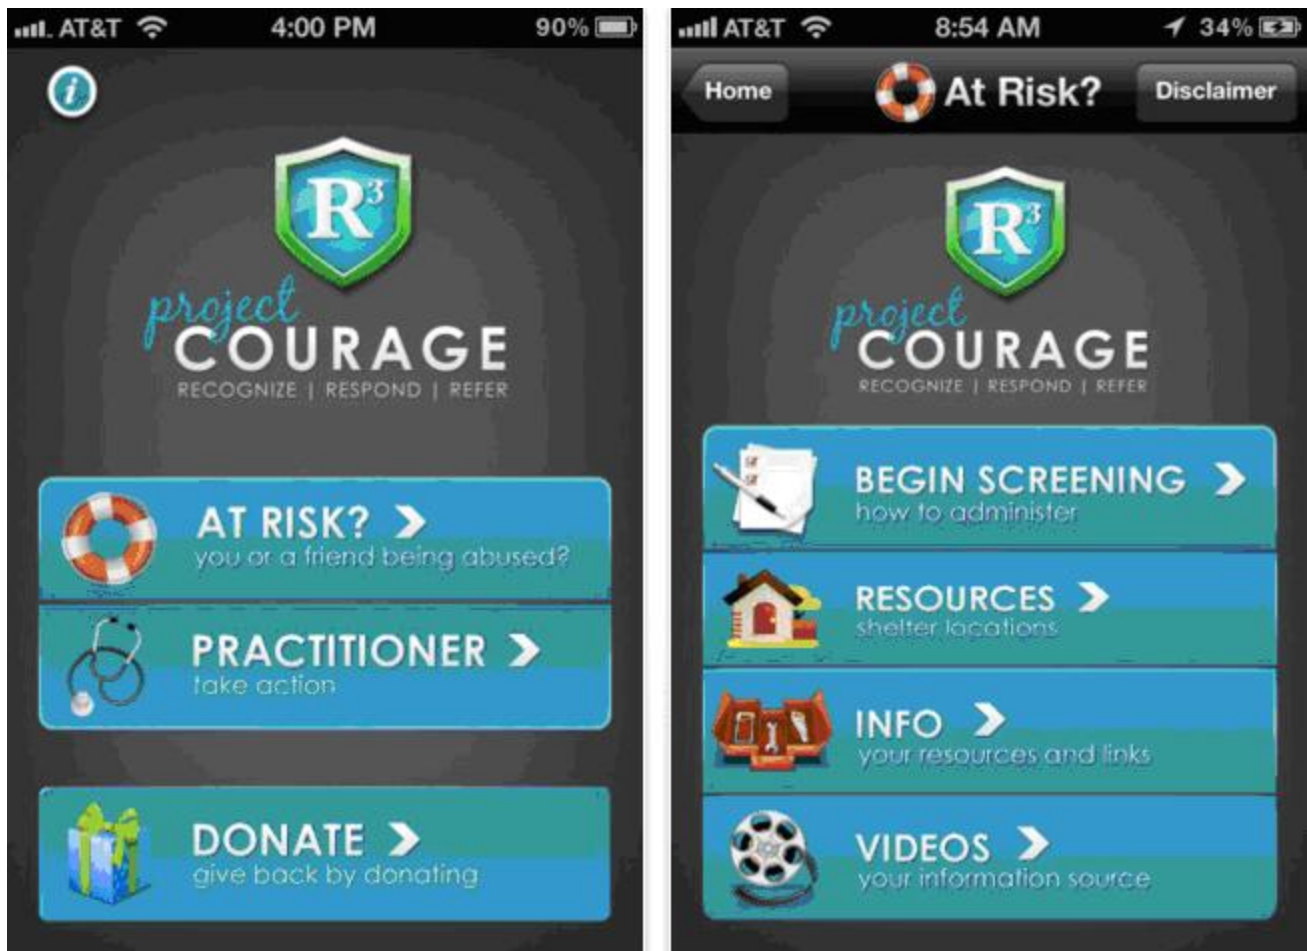 AT&T 4:00 PM 90%
i
R³
project
COURAGE
RECOGNIZE | RESPOND | REFER
AT RISK?
you or a friend being abused?
PRACTITIONER
take action
DONATE
give back by donating
AT&T 8:54 AM 34%
Home At Risk? Disclaimer
R³
project
COURAGE
RECOGNIZE | RESPOND | REFER
BEGIN SCREENING
how to administer
RESOURCES
shelter locations
INFO
your resources and links
VIDEOS
your information source